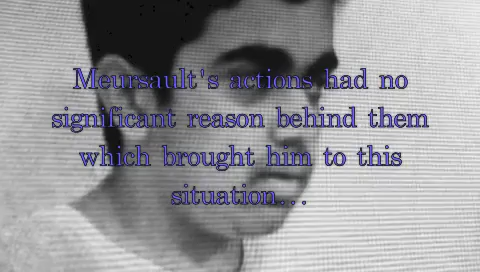 Meursault's actions had no
significant reason behind them
which brought him to this
situation...